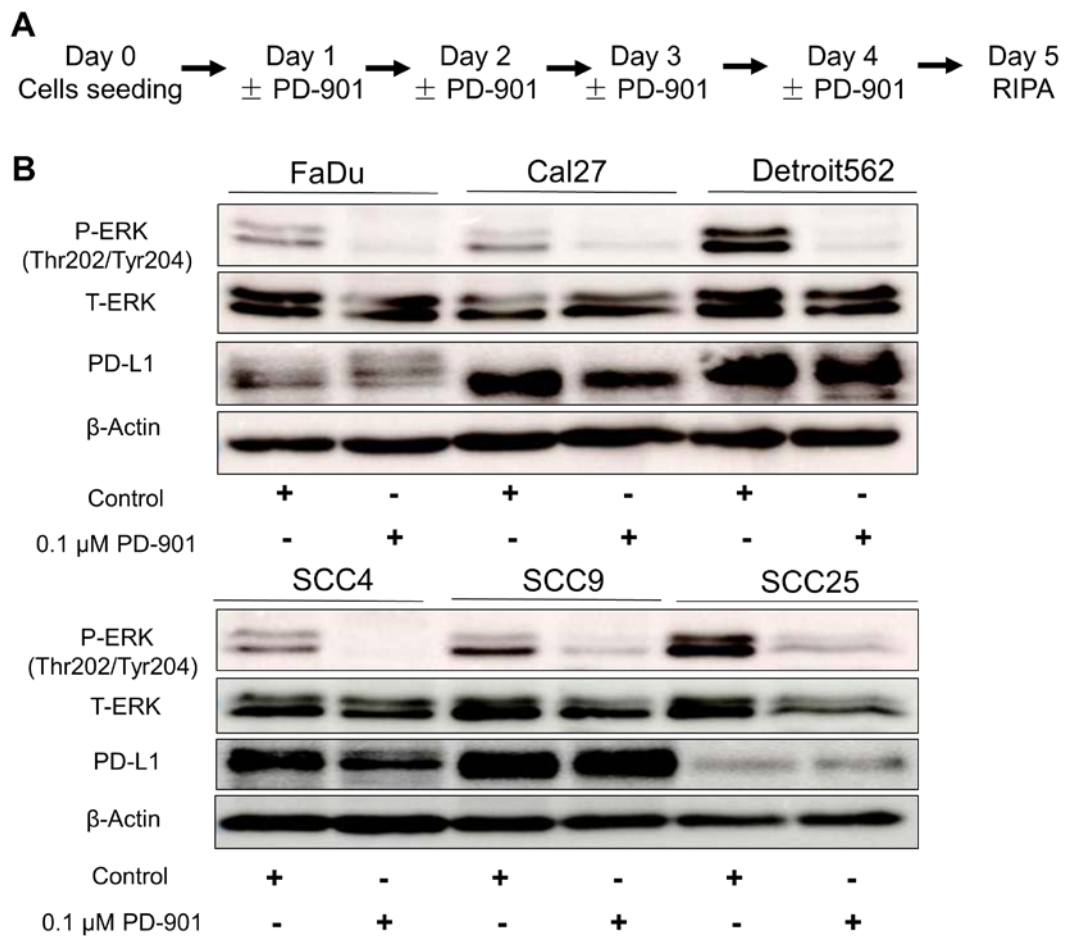 A
Day 0 Day 1 Day 2 Day 3 Day 4 Day 5
Cells seeding ± PD-901 ± PD-901 ± PD-901 ± PD-901 RIPA
B
FaDu Cal27 Detroit562
P-ERK
(Thr202/Tyr204)
T-ERK
PD-L1
β-Actin
Control + - + - + -
0.1 µM PD-901 - + - + - +
SCC4 SCC9 SCC25
P-ERK
(Thr202/Tyr204)
T-ERK
PD-L1
β-Actin
Control + - + - + -
0.1 µM PD-901 - + - + - +